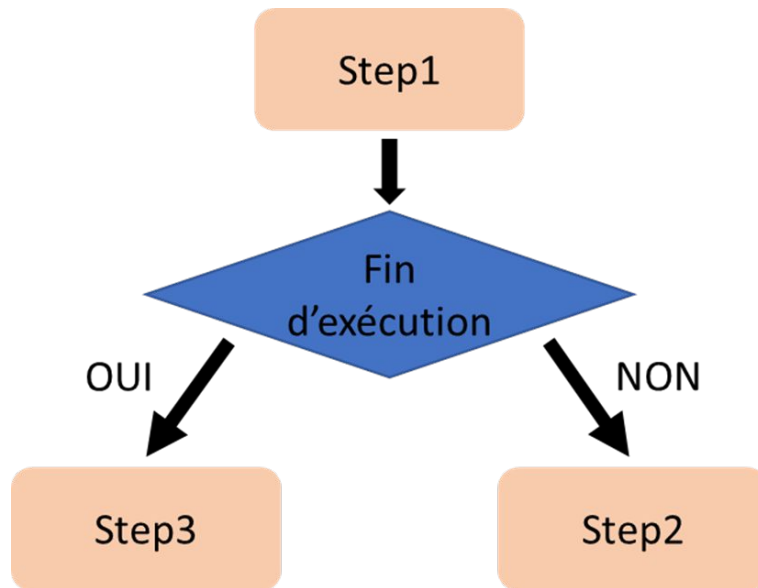 Step1
Fin
d’exécution
OUI
NON
Step3
Step2